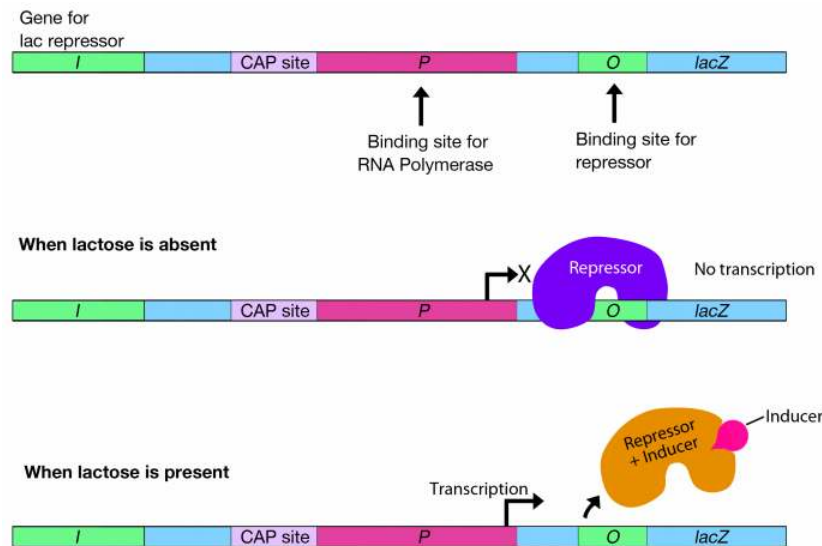 Gene for
lac repressor
I
CAP site
P
O
lacZ
Binding site for
RNA Polymerase
Binding site for
repressor
When lactose is absent
X
Repressor
No transcription
I
CAP site
P
O
lacZ
Inducer
Repressor
+ Inducer
When lactose is present
Transcription
I
CAP site
P
O
lacZ